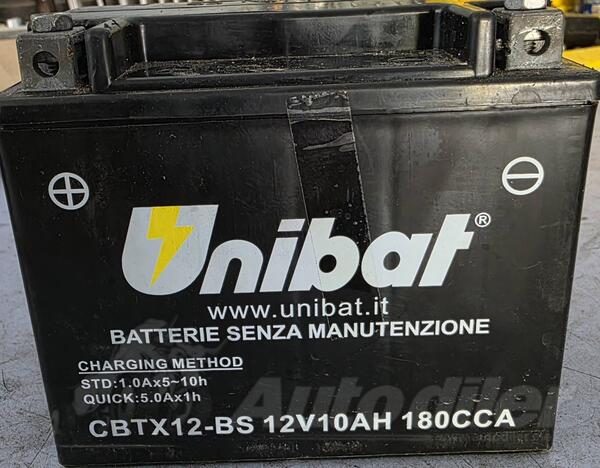 Unibat®
www.unibat.it
BATTERIE SENZA MANUTENZIONE
CHARGING METHOD
STD:1.0Ax5~10h
QUICK:5.0Ax1h
Autodiler
CBTX12-BS 12V10AH 180CCA